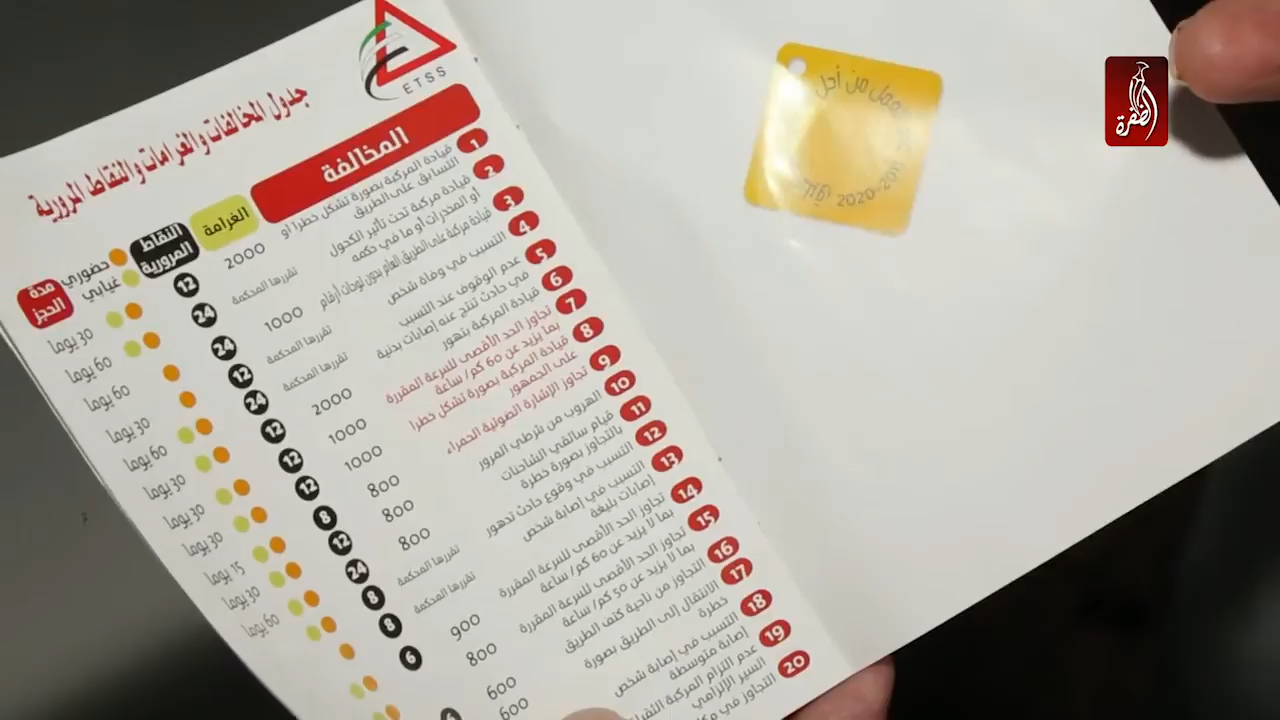 ETSS
جدول المخالفات والغرامات والنقاط المرورية
المخالفة
الغرامة
النقاط المرورية
حضوري
غيابي
مدة الحجز
1 قيادة المركبة بصورة تشكل خطرا أو
التسابق على الطريق
2 قيادة مركبة تحت تأثير الكحول
أو المخدرات أو ما في حكمه
3 قيادة مركبة على الطريق العام بدون لوحات أرقام
4 التسبب في وفاة شخص
5 عدم الوقوف عند التسبب
في حادث تنتج عنه إصابات بدنية
6 قيادة المركبة بتهور
7 تجاوز الحد الأقصى للسرعة المقررة
بما يزيد عن 60 كم/ ساعة
8 قيادة المركبة بصورة تشكل خطرا
على الجمهور
9 تجاوز الإشارة الضوئية الحمراء
10 الهروب من شرطي المرور
11 قيام سائقي الشاحنات
بالتجاوز بصورة خطرة
12 التسبب في وقوع حادث تدهور
13 التسبب في إصابة شخص
إصابات بليغة
14 تجاوز الحد الأقصى للسرعة المقررة
بما لا يزيد عن 60 كم/ ساعة
15 تجاوز الحد الأقصى للسرعة المقررة
بما لا يزيد عن 50 كم/ ساعة
16 التجاوز من ناحية كتف الطريق
17 الانتقال إلى الطريق بصورة
خطرة
18 التسبب في إصابة شخص
إصابة متوسطة
19 عدم التزام المركبة
السير الإلزامي
20 التجاوز في
2000
تقررها المحكمة
1000
تقررها المحكمة
تقررها المحكمة
2000
1000
1000
800
800
800
تقررها المحكمة
تقررها المحكمة
900
800
600
600
12
24
24
12
24
12
12
12
8
12
24
8
8
6
30 يوما
60 يوما
60 يوما
30 يوما
60 يوما
30 يوما
30 يوما
30 يوما
15 يوما
30 يوما
60 يوما
من أجل
2020-2011
الظفرة